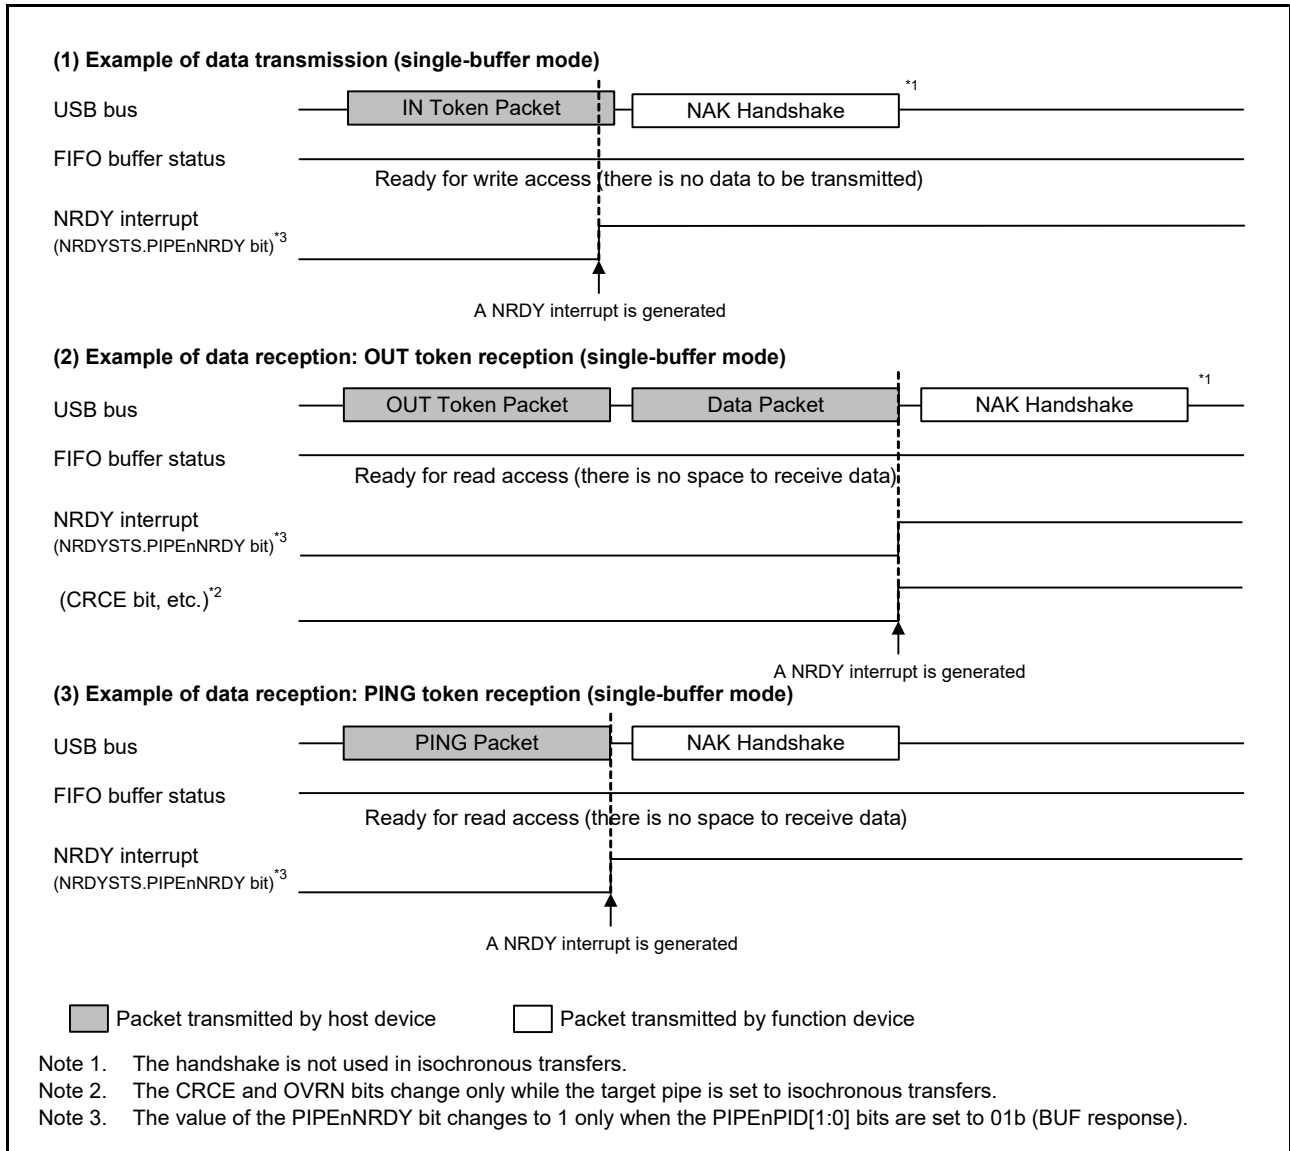 (1) Example of data transmission (single-buffer mode)
USB bus
IN Token Packet
NAK Handshake
*1
FIFO buffer status
Ready for write access (there is no data to be transmitted)
NRDY interrupt
(NRDYSTS.PIPEnNRDY bit)*3
A NRDY interrupt is generated
(2) Example of data reception: OUT token reception (single-buffer mode)
USB bus
OUT Token Packet
Data Packet
NAK Handshake
*1
FIFO buffer status
Ready for read access (there is no space to receive data)
NRDY interrupt
(NRDYSTS.PIPEnNRDY bit)*3
(CRCE bit, etc.)*2
A NRDY interrupt is generated
(3) Example of data reception: PING token reception (single-buffer mode)
USB bus
PING Packet
NAK Handshake
FIFO buffer status
Ready for read access (there is no space to receive data)
NRDY interrupt
(NRDYSTS.PIPEnNRDY bit)*3
A NRDY interrupt is generated
Packet transmitted by host device
Packet transmitted by function device
Note 1. The handshake is not used in isochronous transfers.
Note 2. The CRCE and OVRN bits change only while the target pipe is set to isochronous transfers.
Note 3. The value of the PIPEnNRDY bit changes to 1 only when the PIPEnPID[1:0] bits are set to 01b (BUF response).